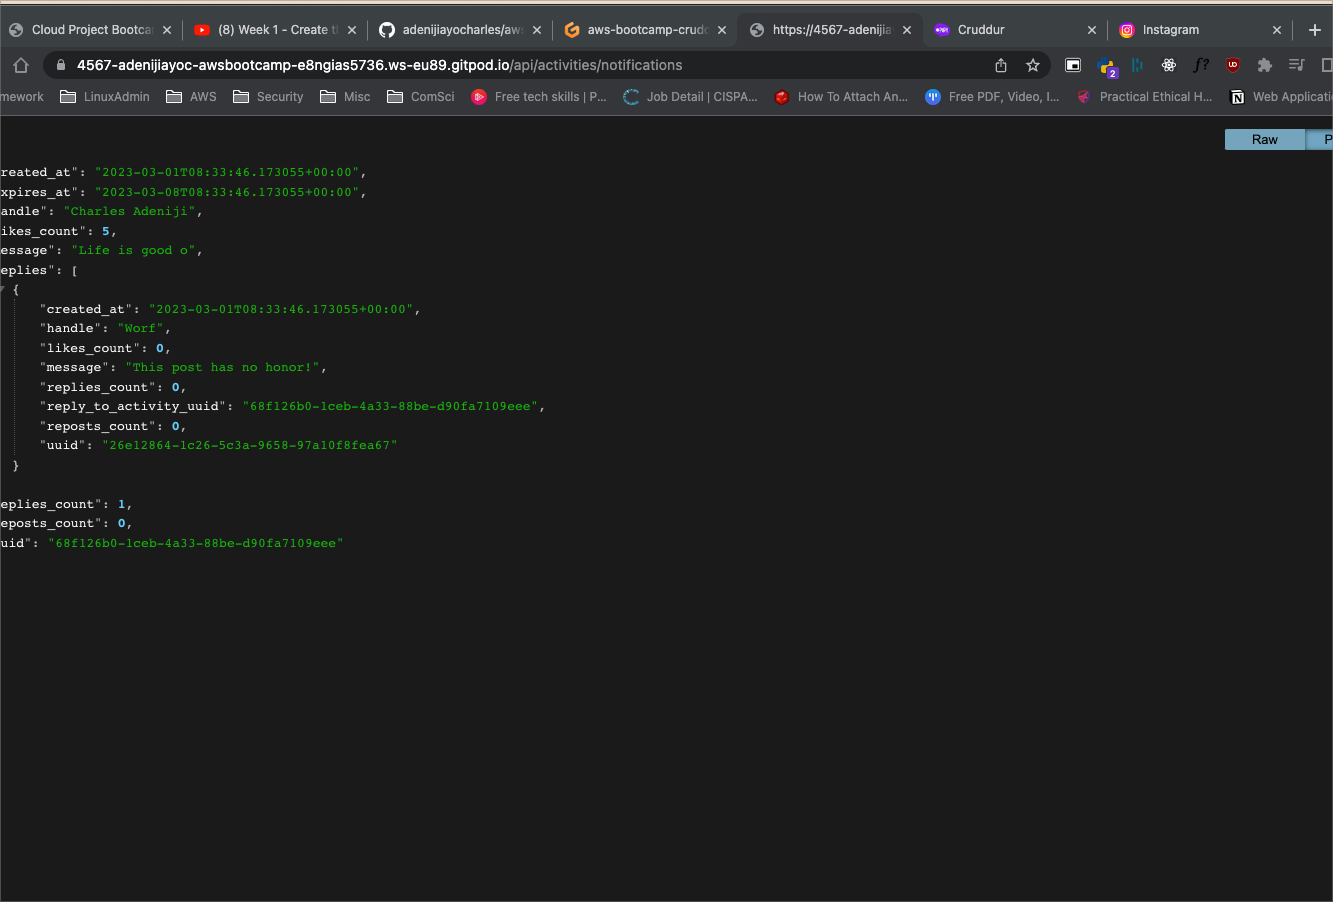 Cloud Project Bootca
(8) Week 1 - Create t
adenijiayocharles/aw
aws-bootcamp-crudd
https://4567-adenijia
Cruddur
Instagram
4567-adenijiayoc-awsbootcamp-e8ngias5736.ws-eu89.gitpod.io/api/activities/notifications
2
f?
mework
LinuxAdmin
AWS
Security
Misc
ComSci
Free tech skills | P...
Job Detail | CISPA...
How To Attach An...
Free PDF, Video, I...
Practical Ethical H...
Web Applicati
Raw
P
reated_at": "2023-03-01T08:33:46.173055+00:00",
xpires_at": "2023-03-08T08:33:46.173055+00:00",
andle": "Charles Adeniji",
ikes_count": 5,
essage": "Life is good o",
eplies": [
{
"created_at": "2023-03-01T08:33:46.173055+00:00",
"handle": "Worf",
"likes_count": 0,
"message": "This post has no honor!",
"replies_count": 0,
"reply_to_activity_uuid": "68f126b0-1ceb-4a33-88be-d90fa7109eee",
"reposts_count": 0,
"uuid": "26e12864-1c26-5c3a-9658-97a10f8fea67"
}
eplies_count": 1,
eposts_count": 0,
uid": "68f126b0-1ceb-4a33-88be-d90fa7109eee"